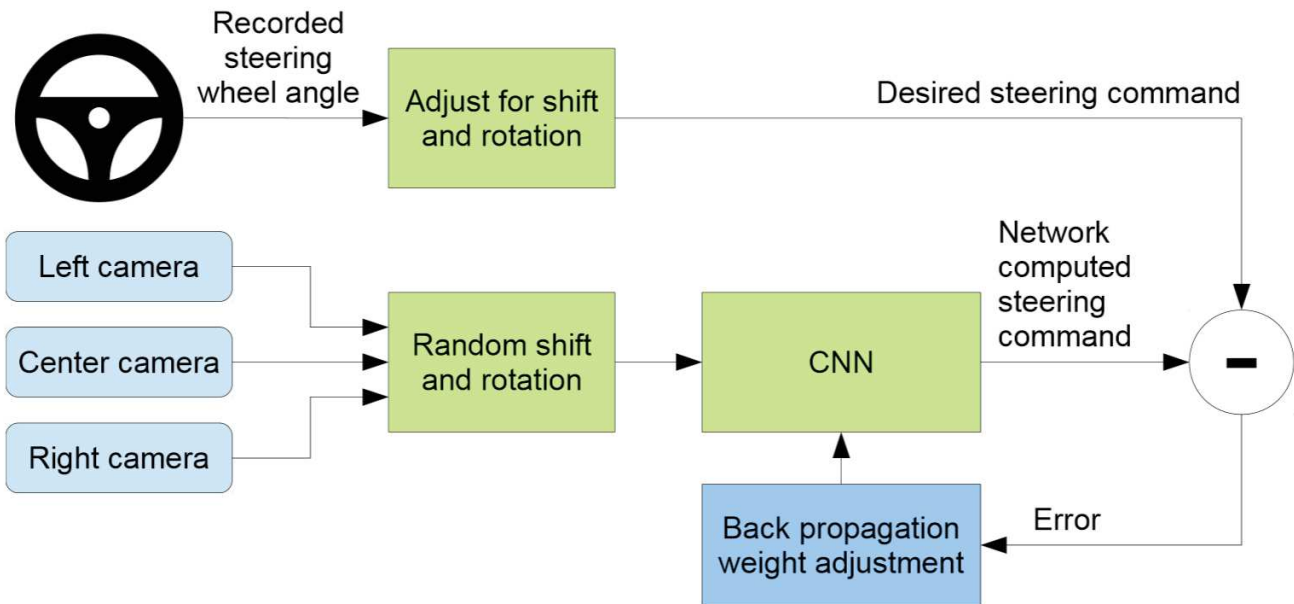 Recorded
steering
wheel angle
Adjust for shift
and rotation
Desired steering command
Left camera
Center camera
Right camera
Random shift
and rotation
CNN
Network
computed
steering
command
-
Back propagation
weight adjustment
Error